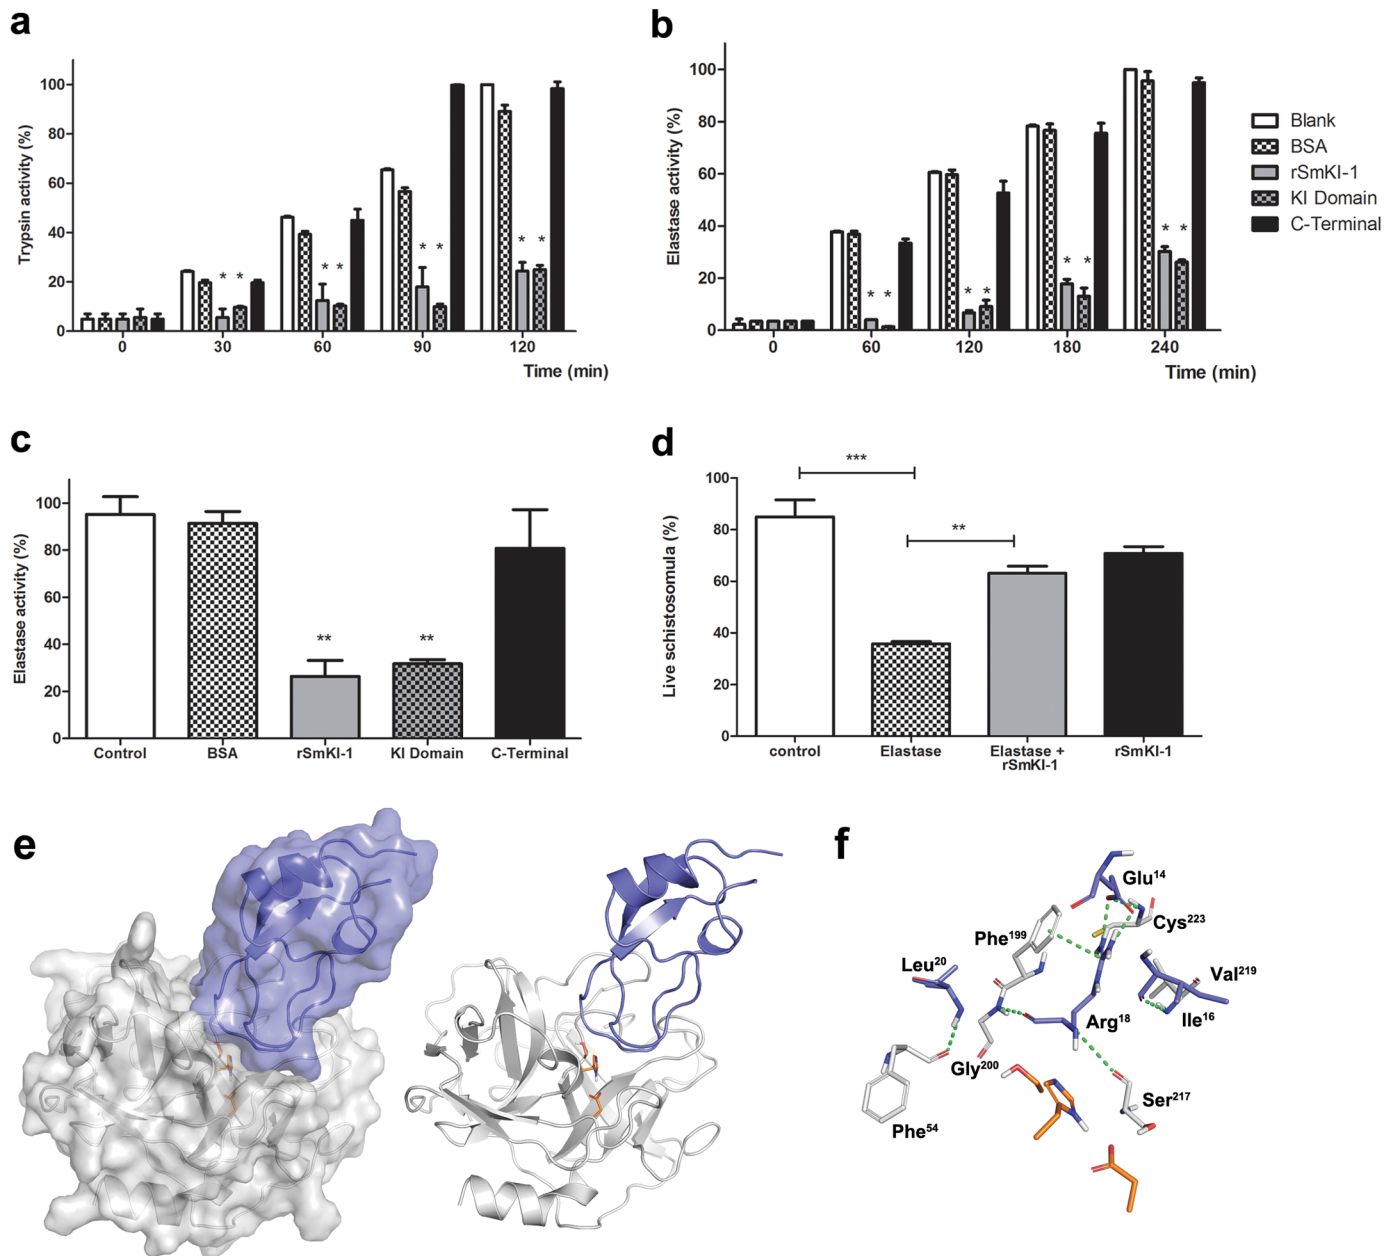 a
Trypsin activity (%)
100
80
60
40
20
0
* *
* *
* *
* *
0 30 60 90 120
Time (min)
b
Elastase activity (%)
100
80
60
40
20
0
* *
* *
* *
* *
0 60 120 180 240
Time (min)
Blank
BSA
rSmKI-1
KI Domain
C-Terminal
c
Elastase activity (%)
100
80
60
40
20
0
** **
Control BSA rSmKI-1 KI Domain C-Terminal
d
Live schistosomula (%)
100
80
60
40
20
0
***
**
control Elastase Elastase + rSmKI-1
rSmKI-1
e
f
Glu¹⁴
Cys²²³
Phe¹⁹⁹
Leu²⁰
Val²¹⁹
Ile¹⁶
Arg¹⁸
Gly²⁰⁰
Ser²¹⁷
Phe⁵⁴